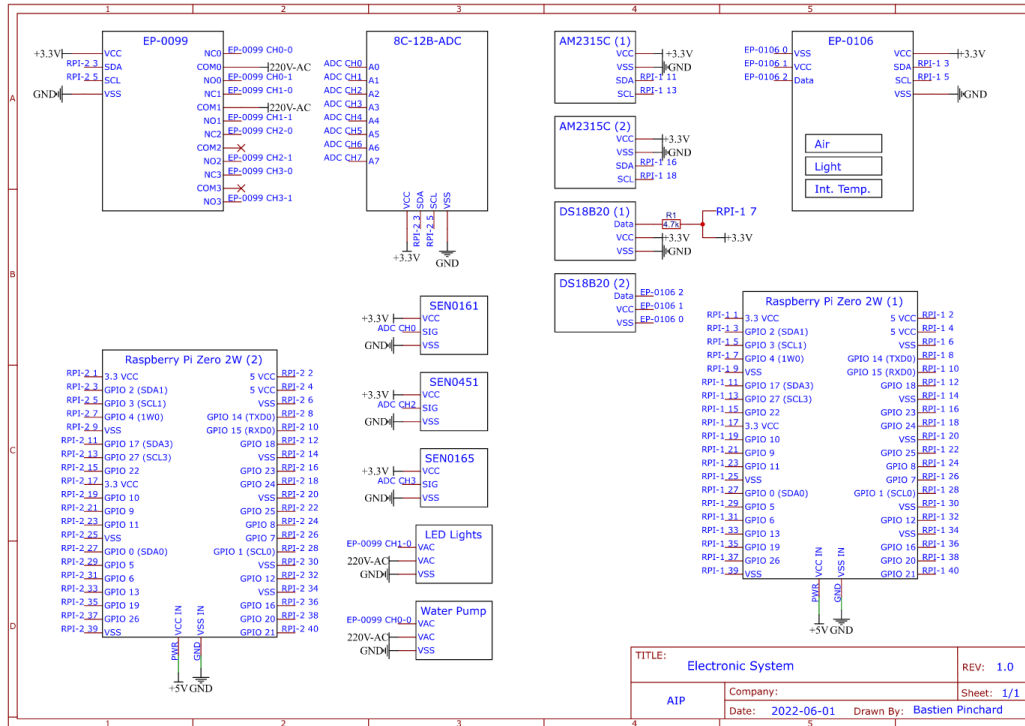 1 2 3 4 5
A
B
C
D
EP-0099
+3.3V VCC
RPI-2 3 SDA
RPI-2 5 SCL
GND VSS
NC0 EP-0099 CH0-0
COM0 220V-AC
NO0 EP-0099 CH0-1
NC1 EP-0099 CH1-0
COM1 220V-AC
NO1 EP-0099 CH1-1
NC2 EP-0099 CH2-0
COM2
NO2 EP-0099 CH2-1
NC3 EP-0099 CH3-0
COM3
NO3 EP-0099 CH3-1
8C-12B-ADC
ADC CH0 A0
ADC CH1 A1
ADC CH2 A2
ADC CH3 A3
ADC CH4 A4
ADC CH5 A5
ADC CH6 A6
ADC CH7 A7
VCC SDA SCL VSS
RPI-2 3 RPI-2 5
+3.3V GND
AM2315C (1)
VCC +3.3V
VSS GND
SDA RPI-1 11
SCL RPI-1 13
AM2315C (2)
VCC +3.3V
VSS GND
SDA RPI-1 16
SCL RPI-1 18
DS18B20 (1)
Data R1 4.7k RPI-1 7
VCC +3.3V +3.3V
VSS GND
DS18B20 (2)
Data EP-0106 2
VCC EP-0106 1
VSS EP-0106 0
EP-0106
EP-0106 0 VSS VCC +3.3V
EP-0106 1 VCC SDA RPI-1 3
EP-0106 2 Data SCL RPI-1 5
VSS GND
Air
Light
Int. Temp.
SEN0161
+3.3V VCC
ADC CH0 SIG
GND VSS
SEN0451
+3.3V VCC
ADC CH2 SIG
GND VSS
SEN0165
+3.3V VCC
ADC CH3 SIG
GND VSS
LED Lights
EP-0099 CH1-0 VAC
220V-AC VAC
GND VSS
Water Pump
EP-0099 CH0-0 VAC
220V-AC VAC
GND VSS
Raspberry Pi Zero 2W (2)
RPI-2 1 3.3 VCC 5 VCC RPI-2 2
RPI-2 3 GPIO 2 (SDA1) 5 VCC RPI-2 4
RPI-2 5 GPIO 3 (SCL1) VSS RPI-2 6
RPI-2 7 GPIO 4 (1W0) GPIO 14 (TXD0) RPI-2 8
RPI-2 9 VSS GPIO 15 (RXD0) RPI-2 10
RPI-2 11 GPIO 17 (SDA3) GPIO 18 RPI-2 12
RPI-2 13 GPIO 27 (SCL3) VSS RPI-2 14
RPI-2 15 GPIO 22 GPIO 23 RPI-2 16
RPI-2 17 3.3 VCC GPIO 24 RPI-2 18
RPI-2 19 GPIO 10 VSS RPI-2 20
RPI-2 21 GPIO 9 GPIO 25 RPI-2 22
RPI-2 23 GPIO 11 GPIO 8 RPI-2 24
RPI-2 25 VSS GPIO 7 RPI-2 26
RPI-2 27 GPIO 0 (SDA0) GPIO 1 (SCL0) RPI-2 28
RPI-2 29 GPIO 5 VSS RPI-2 30
RPI-2 31 GPIO 6 GPIO 12 RPI-2 32
RPI-2 33 GPIO 13 VSS RPI-2 34
RPI-2 35 GPIO 19 GPIO 16 RPI-2 36
RPI-2 37 GPIO 26 GPIO 20 RPI-2 38
RPI-2 39 VSS GPIO 21 RPI-2 40
VCC IN VSS IN
PWR GND
+5V GND
Raspberry Pi Zero 2W (1)
RPI-1 1 3.3 VCC 5 VCC RPI-1 2
RPI-1 3 GPIO 2 (SDA1) 5 VCC RPI-1 4
RPI-1 5 GPIO 3 (SCL1) VSS RPI-1 6
RPI-1 7 GPIO 4 (1W0) GPIO 14 (TXD0) RPI-1 8
RPI-1 9 VSS GPIO 15 (RXD0) RPI-1 10
RPI-1 11 GPIO 17 (SDA3) GPIO 18 RPI-1 12
RPI-1 13 GPIO 27 (SCL3) VSS RPI-1 14
RPI-1 15 GPIO 22 GPIO 23 RPI-1 16
RPI-1 17 3.3 VCC GPIO 24 RPI-1 18
RPI-1 19 GPIO 10 VSS RPI-1 20
RPI-1 21 GPIO 9 GPIO 25 RPI-1 22
RPI-1 23 GPIO 11 GPIO 8 RPI-1 24
RPI-1 25 VSS GPIO 7 RPI-1 26
RPI-1 27 GPIO 0 (SDA0) GPIO 1 (SCL0) RPI-1 28
RPI-1 29 GPIO 5 VSS RPI-1 30
RPI-1 31 GPIO 6 GPIO 12 RPI-1 32
RPI-1 33 GPIO 13 VSS RPI-1 34
RPI-1 35 GPIO 19 GPIO 16 RPI-1 36
RPI-1 37 GPIO 26 GPIO 20 RPI-1 38
RPI-1 39 VSS GPIO 21 RPI-1 40
VCC IN VSS IN
PWR GND
+5V GND
TITLE:
Electronic System
REV: 1.0
AIP
Company:
Sheet: 1/1
Date: 2022-06-01 Drawn By: Bastien Pinchard
1 2 3 4 5